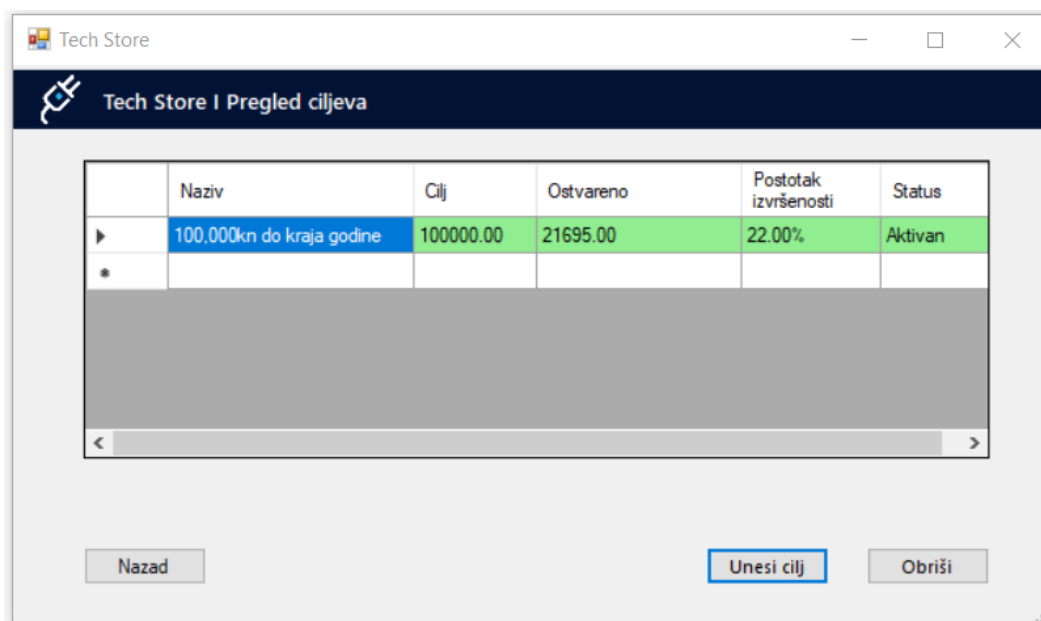 Tech Store
Tech Store I Pregled ciljeva
Naziv Cilj Ostvareno Postotak izvršenosti Status
100,000kn do kraja godine 100000.00 21695.00 22.00% Aktivan
Nazad Unesi cilj Obriši